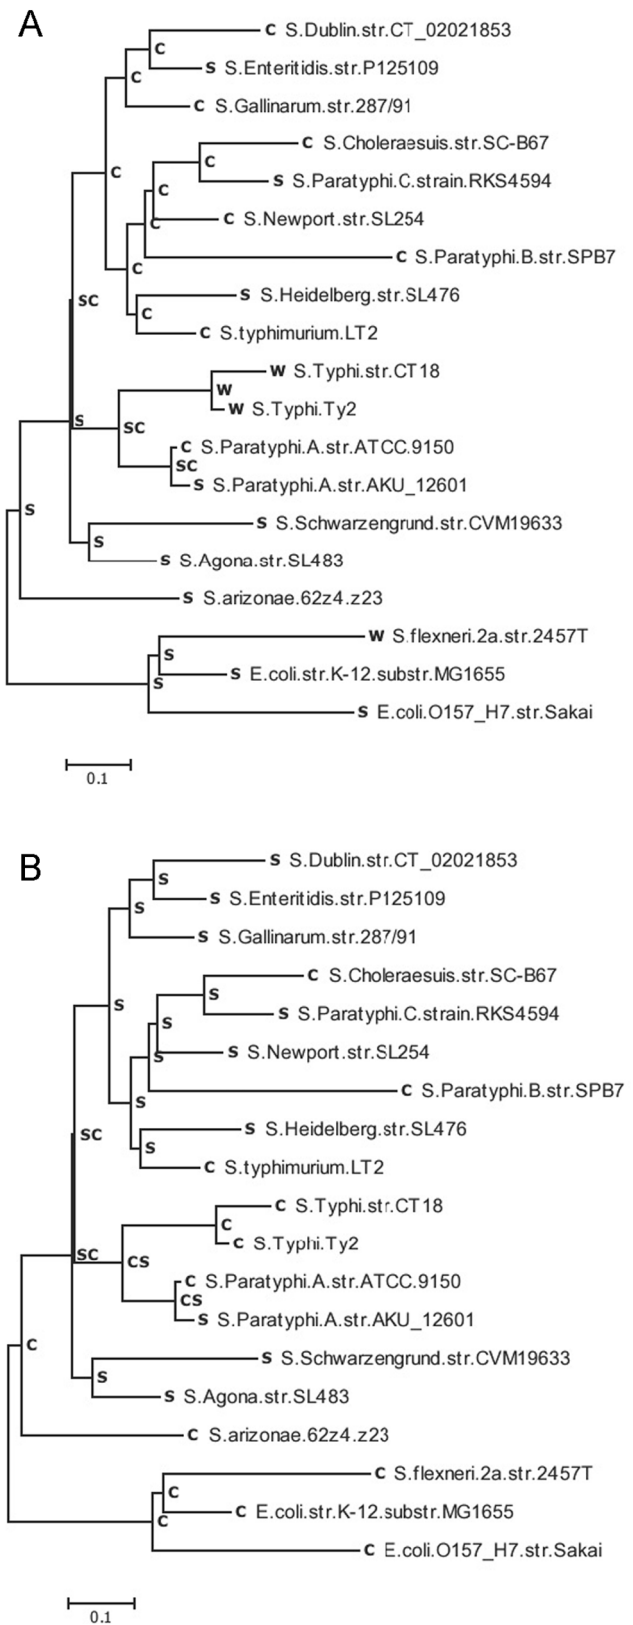 A
C S.Dublin.str.CT_02021853
C
S S.Enteritidis.str.P125109
C
C S.Gallinarum.str.287/91
C S.Choleraesuis.str.SC-B67
C
C
S S.Paratyphi.C.strain.RKS4594
C
C S.Newport.str.SL254
C
C S.Paratyphi.B.str.SPB7
C
S S.Heidelberg.str.SL476
SC
C
C S.typhimurium.LT2
W S.Typhi.str.CT18
W
W S.Typhi.Ty2
S
SC
C S.Paratyphi.A.str.ATCC.9150
SC
S S.Paratyphi.A.str.AKU_12601
S
S S.Schwarzengrund.str.CVM19633
S
S S.Agona.str.SL483
S S.arizonae.62z4.z23
W S.flexneri.2a.str.2457T
S
S E.coli.str.K-12.substr.MG1655
S
S E.coli.O157_H7.str.Sakai
0.1
B
S S.Dublin.str.CT_02021853
S
S S.Enteritidis.str.P125109
S
S S.Gallinarum.str.287/91
C S.Choleraesuis.str.SC-B67
S
S
S S.Paratyphi.C.strain.RKS4594
S
S S.Newport.str.SL254
S
C S.Paratyphi.B.str.SPB7
S
S S.Heidelberg.str.SL476
SC
S
C S.typhimurium.LT2
C S.Typhi.str.CT18
C
C S.Typhi.Ty2
SC
CS
C S.Paratyphi.A.str.ATCC.9150
CS
S S.Paratyphi.A.str.AKU_12601
C
S S.Schwarzengrund.str.CVM19633
S
S S.Agona.str.SL483
C S.arizonae.62z4.z23
C S.flexneri.2a.str.2457T
C
C E.coli.str.K-12.substr.MG1655
C
C E.coli.O157_H7.str.Sakai
0.1